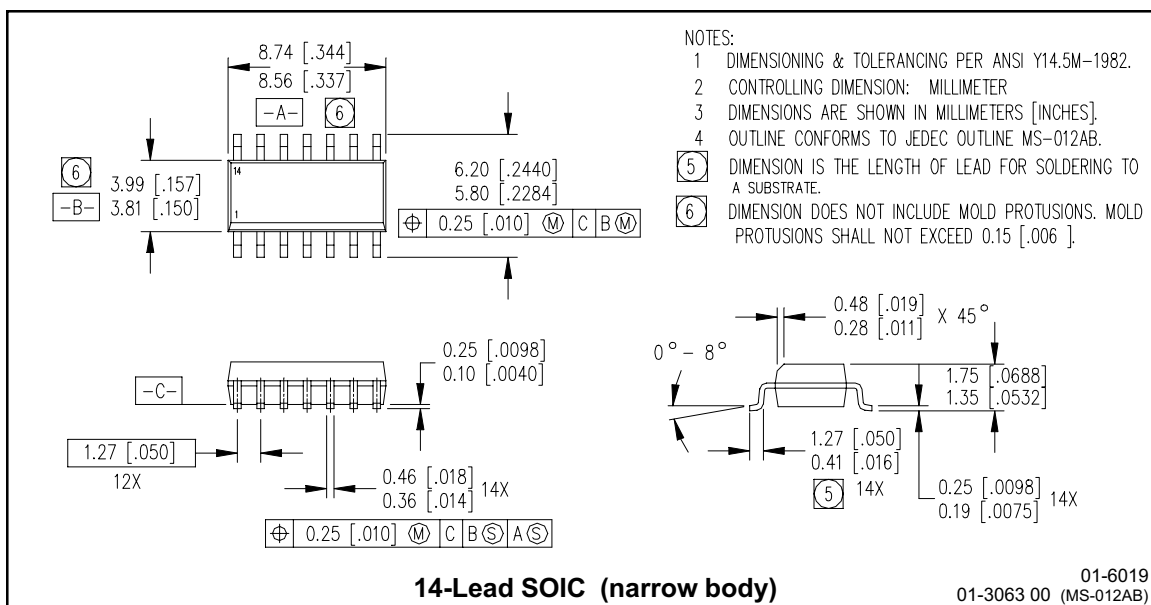 8.74 [.344]
8.56 [.337]
-A- 6
14
1
6
3.99 [.157]
3.81 [.150]
-B-
6.20 [.2440]
5.80 [.2284]
⌖ 0.25 [.010] Ⓜ C B Ⓜ
NOTES:
1 DIMENSIONING & TOLERANCING PER ANSI Y14.5M-1982.
2 CONTROLLING DIMENSION: MILLIMETER
3 DIMENSIONS ARE SHOWN IN MILLIMETERS [INCHES].
4 OUTLINE CONFORMS TO JEDEC OUTLINE MS-012AB.
5 DIMENSION IS THE LENGTH OF LEAD FOR SOLDERING TO
A SUBSTRATE.
6 DIMENSION DOES NOT INCLUDE MOLD PROTUSIONS. MOLD
PROTUSIONS SHALL NOT EXCEED 0.15 [.006 ].
-C-
0.25 [.0098]
0.10 [.0040]
1.27 [.050]
12X
0.46 [.018]
0.36 [.014] 14X
⌖ 0.25 [.010] Ⓜ C B Ⓢ A Ⓢ
0.48 [.019]
0.28 [.011] X 45°
0° - 8°
1.75 [.0688]
1.35 [.0532]
1.27 [.050]
0.41 [.016]
5 14X
0.25 [.0098]
0.19 [.0075] 14X
14-Lead SOIC (narrow body)
01-6019
01-3063 00 (MS-012AB)